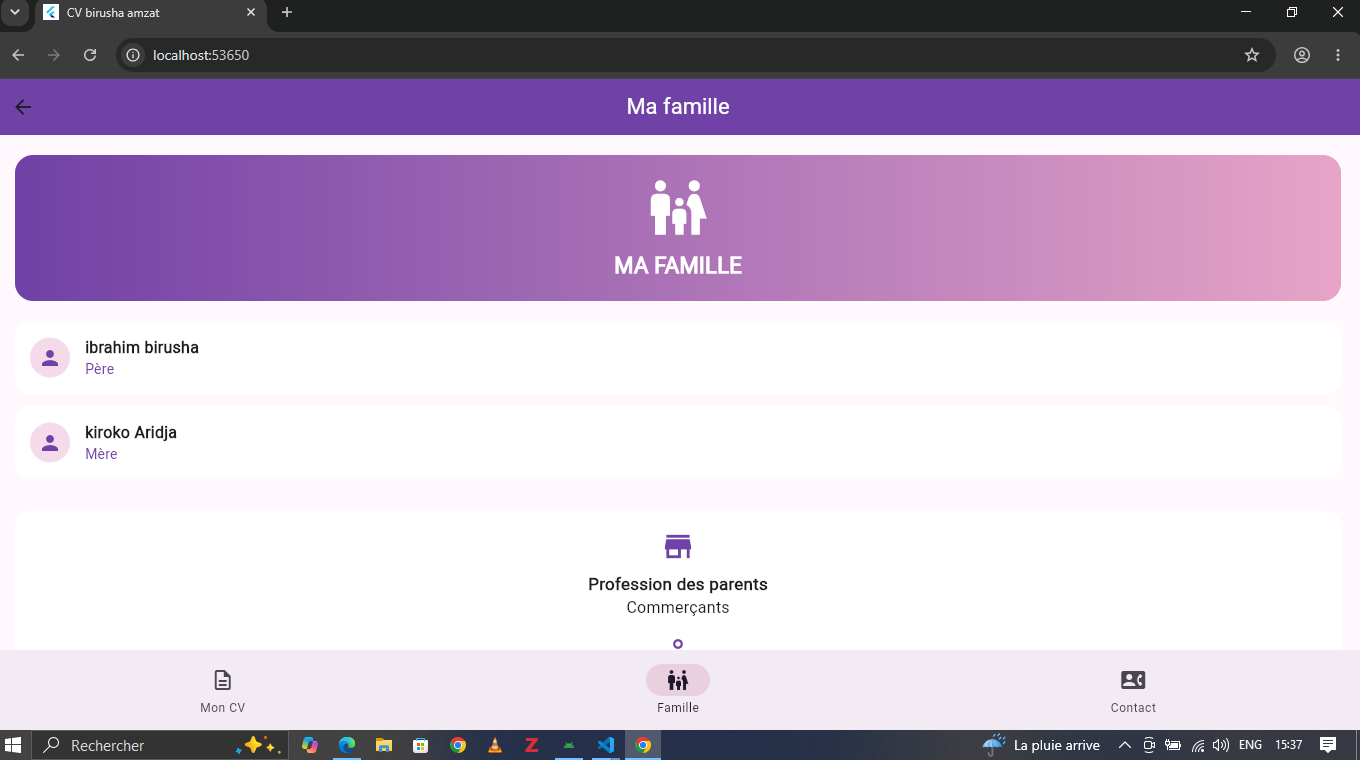 CV birusha amzat
localhost:53650
Ma famille
MA FAMILLE
ibrahim birusha
Père
kiroko Aridja
Mère
Profession des parents
Commerçants
Mon CV
Famille
Contact
Rechercher
La pluie arrive
ENG
15:37